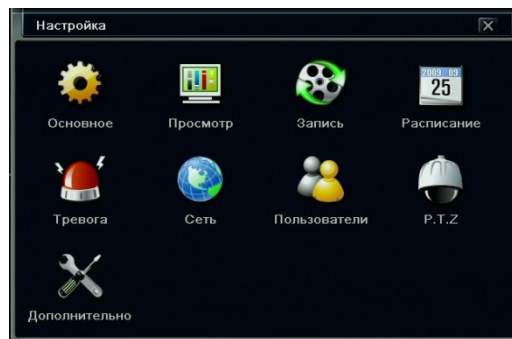 Настройка
2009 09
25
Основное Просмотр Запись Расписание
Тревога Сеть Пользователи P.T.Z
Дополнительно